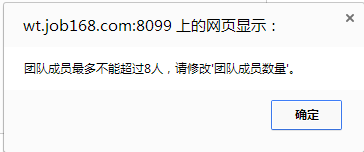 wt.job168.com:8099 上的网页显示：
团队成员最多不能超过8人，请修改'团队成员数量'。
确定